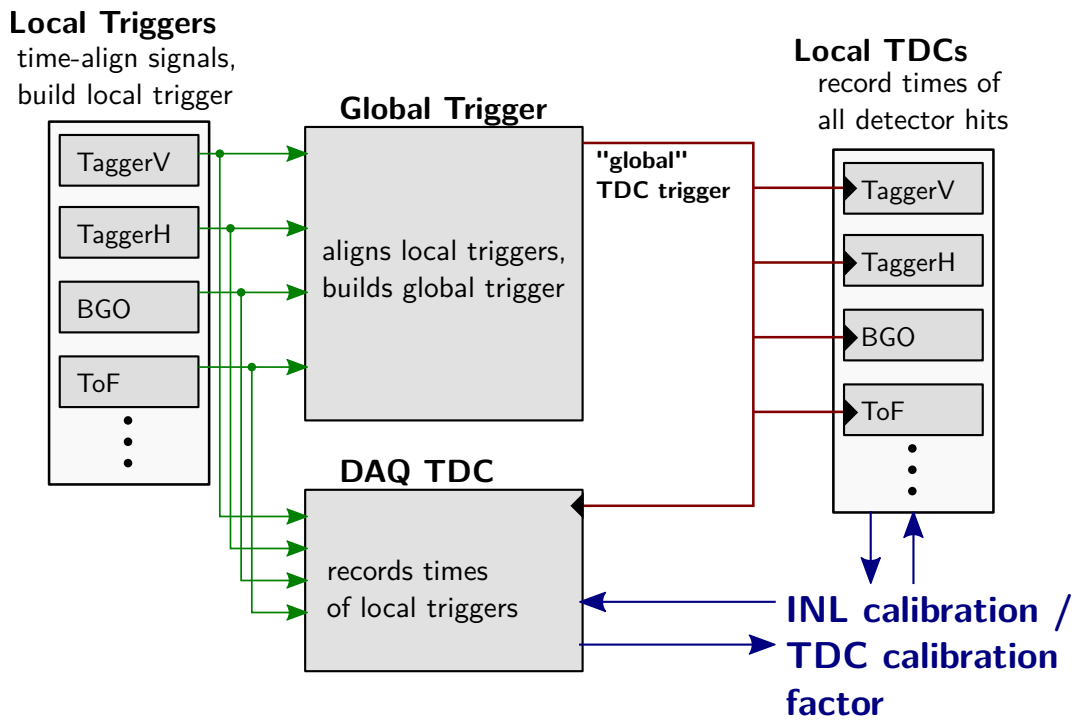 Local Triggers
time-align signals,
build local trigger
TaggerV
TaggerH
BGO
ToF
Global Trigger
aligns local triggers,
builds global trigger
"global"
TDC trigger
DAQ TDC
records times
of local triggers
Local TDCs
record times of
all detector hits
TaggerV
TaggerH
BGO
ToF
INL calibration /
TDC calibration
factor